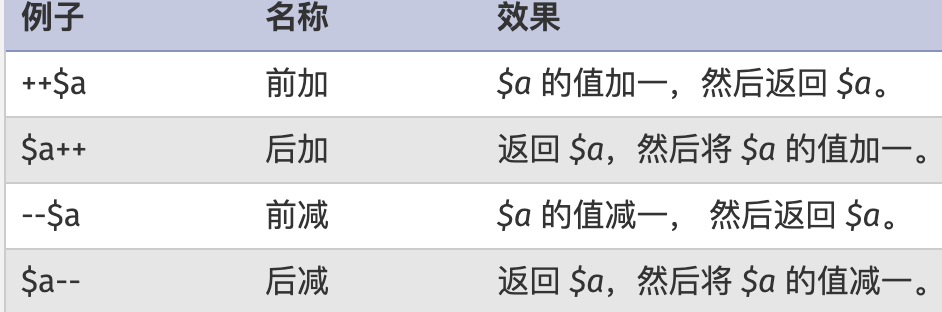 例子 名称 效果
++$a 前加 $a 的值加一，然后返回 $a。
$a++ 后加 返回 $a，然后将 $a 的值加一。
--$a 前减 $a 的值减一， 然后返回 $a。
$a-- 后减 返回 $a，然后将 $a 的值减一。